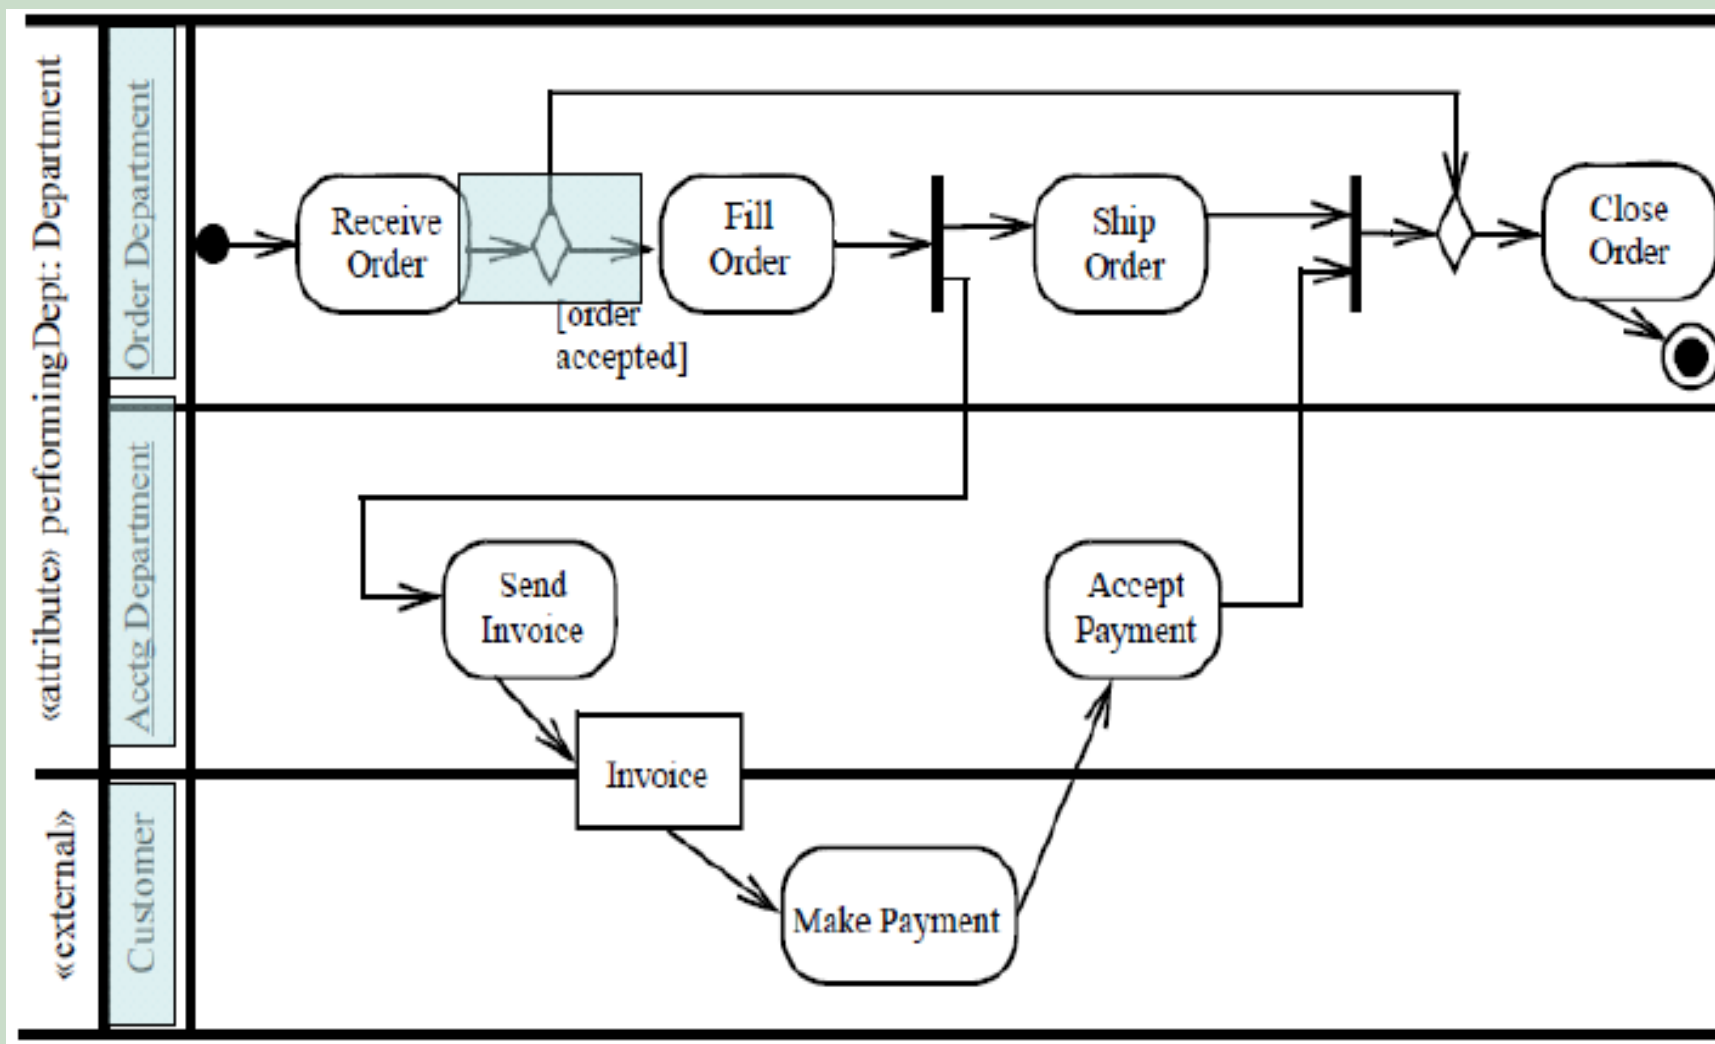 «attribute» performingDept: Department
Order Department
Receive
Order
[order
accepted]
Fill
Order
Ship
Order
Close
Order
Acctg Department
Send
Invoice
Accept
Payment
Invoice
«external»
Customer
Make Payment